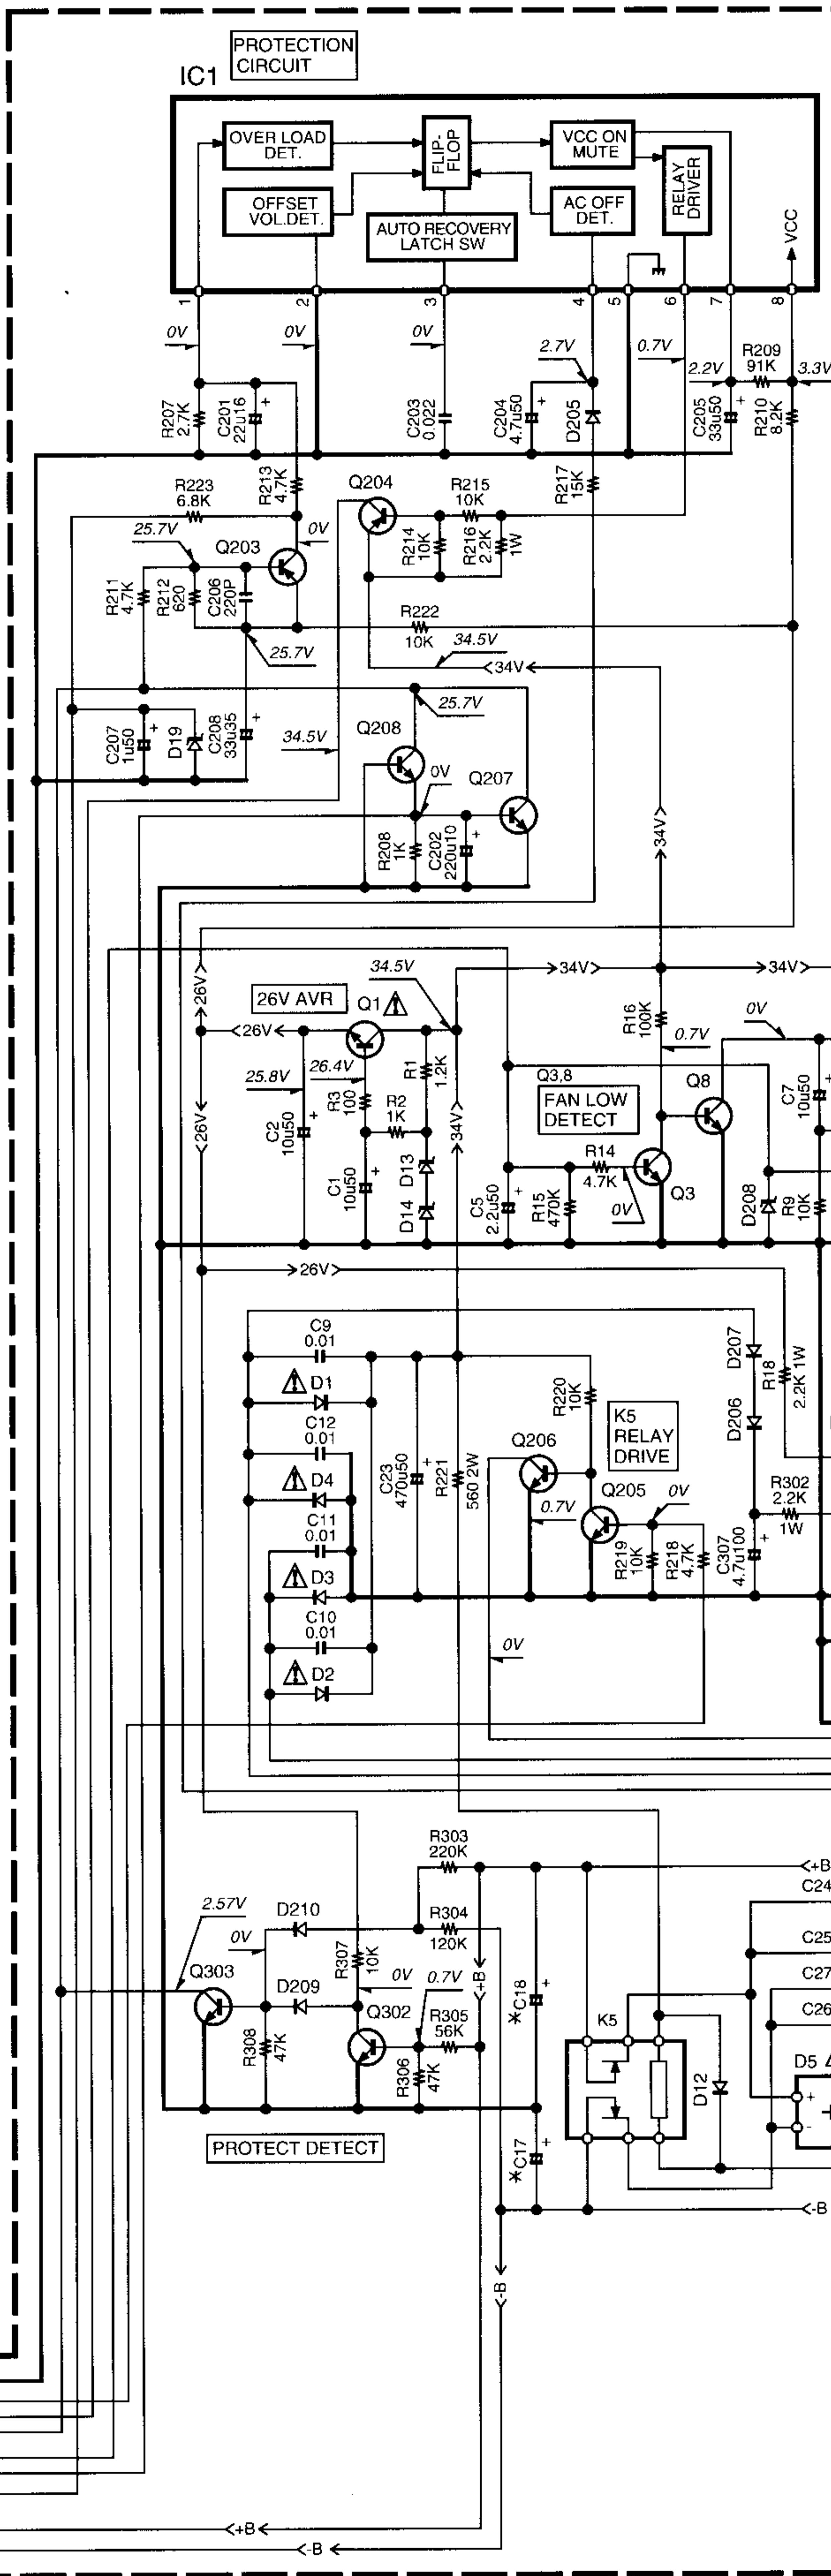 PROTECTION
CIRCUIT
IC1
OVER LOAD
DET.
FLIP-
FLOP
VCC ON
MUTE
OFFSET
VOL.DET.
AUTO RECOVERY
LATCH SW
AC OFF
DET.
RELAY
DRIVER
VCC
1
2
3
4
5
6
7
8
0V
0V
0V
2.7V
0.7V
2.2V
R209
91K
3.3V
R207
2.7K
C201
22u16
C203
0.022
C204
4.7u50
D205
C205
33u50
R210
8.2K
R223
6.8K
R213
4.7K
Q204
R215
10K
R217
15K
25.7V
Q203
0V
R214
10K
R216
2.2K
1W
R211
4.7K
R212
620
C206
220P
R222
10K
25.7V
34.5V
34V
25.7V
C207
1u50
D19
C208
33u35
34.5V
Q208
0V
Q207
R208
1K
C202
220u10
34V
26V
34.5V
34V
34V
26V AVR
Q1
26V
R16
100K
0V
0.7V
25.8V
26.4V
R1
1.2K
Q3,8
FAN LOW
DETECT
Q8
C7
10u50
C2
10u50
R3
100
R2
1K
34V
26V
C1
10u50
D13
D14
C5
2.2u50
R15
470K
R14
4.7K
0V
Q3
D208
R9
10K
26V
C9
0.01
D1
C12
0.01
D4
C11
0.01
D3
C10
0.01
D2
C23
470u50
R221
560 2W
R220
10K
K5
RELAY
DRIVE
D207
R18
2.2K 1W
D206
Q206
0.7V
Q205
0V
R302
2.2K
1W
R219
10K
R218
4.7K
C307
4.7u100
0V
R303
220K
+B
C24
2.57V
0V
D210
R304
120K
C25
Q303
R307
10K
0V
0.7V
+B
C27
D209
Q302
R305
56K
*C18
K5
C26
R308
47K
R306
47K
D12
D5
+
-
PROTECT DETECT
*C17
-B
-B
+B
-B